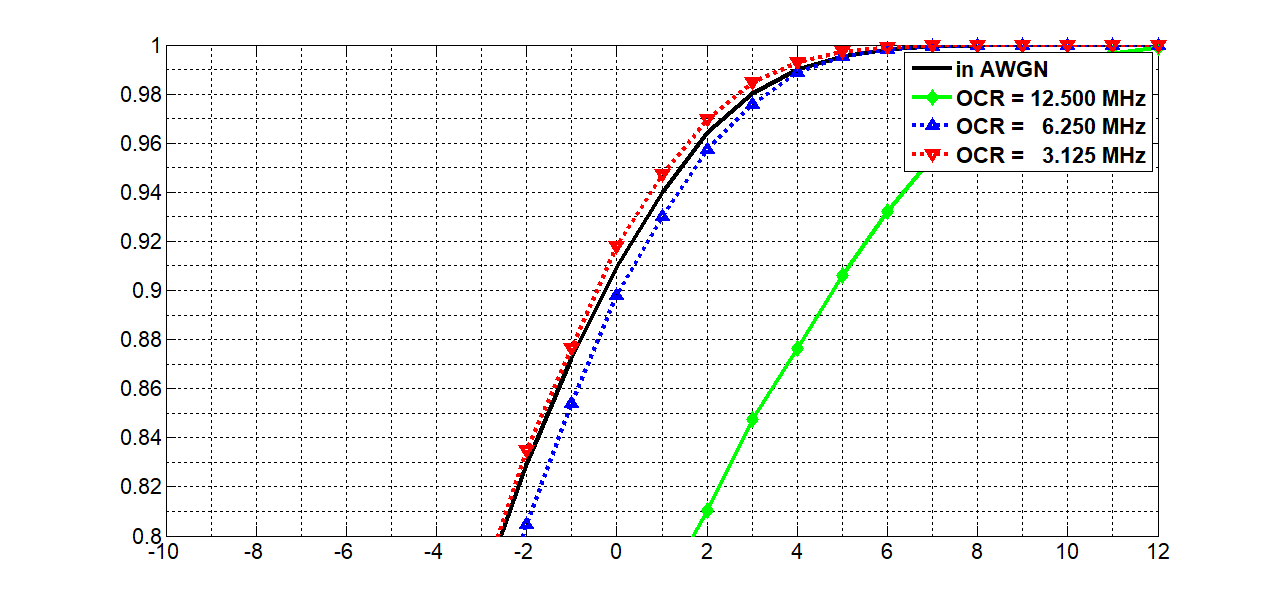 1
0.98
0.96
0.94
0.92
0.9
0.88
0.86
0.84
0.82
0.8
-10 -8 -6 -4 -2 0 2 4 6 8 10 12
in AWGN
OCR = 12.500 MHz
OCR = 6.250 MHz
OCR = 3.125 MHz